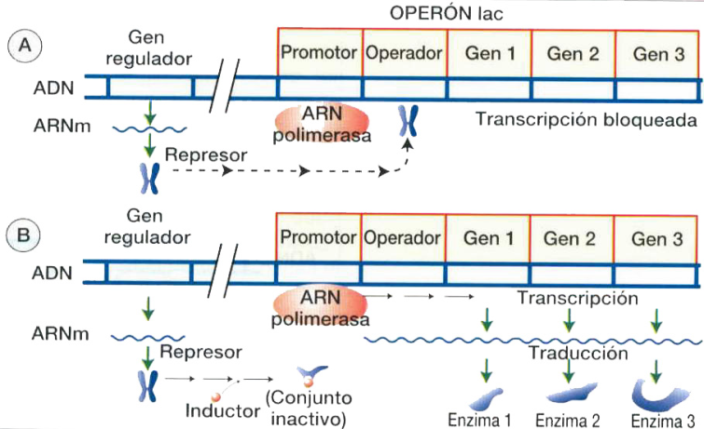 OPERÓN lac
A
Gen
regulador
Promotor Operador Gen 1 Gen 2 Gen 3
ADN
ARN
polimerasa
Transcripción bloqueada
ARNm
Represor
B
Gen
regulador
Promotor Operador Gen 1 Gen 2 Gen 3
ADN
ARN
polimerasa
Transcripción
ARNm
Traducción
Represor
Inductor
(Conjunto
inactivo)
Enzima 1 Enzima 2 Enzima 3